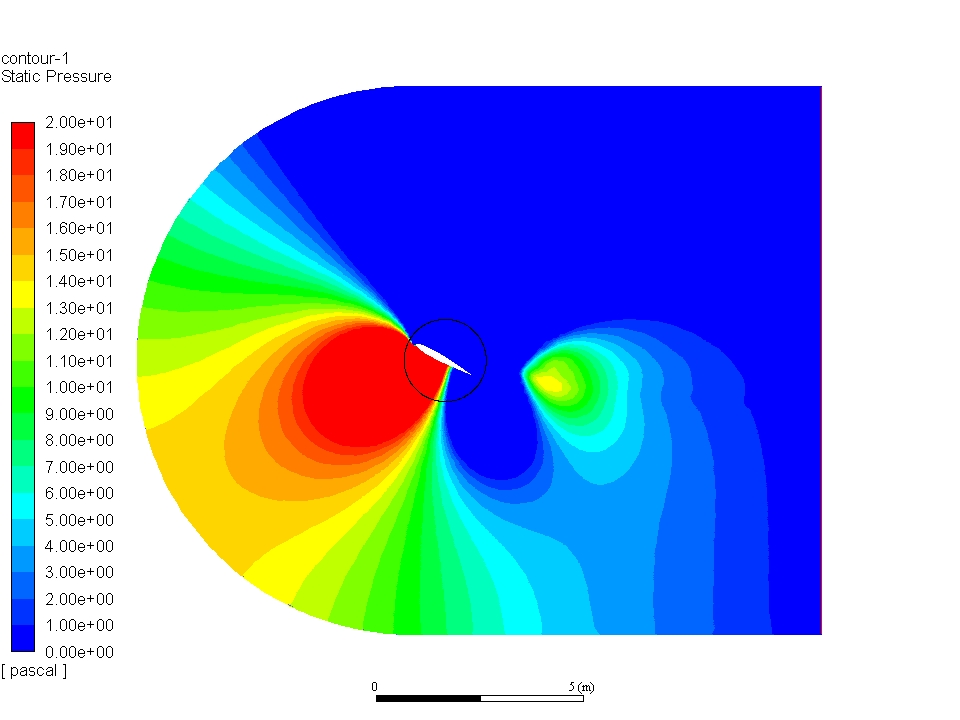 contour-1
Static Pressure
2.00e+01
1.90e+01
1.80e+01
1.70e+01
1.60e+01
1.50e+01
1.40e+01
1.30e+01
1.20e+01
1.10e+01
1.00e+01
9.00e+00
8.00e+00
7.00e+00
6.00e+00
5.00e+00
4.00e+00
3.00e+00
2.00e+00
1.00e+00
0.00e+00
[ pascal ]
0 5 (m)